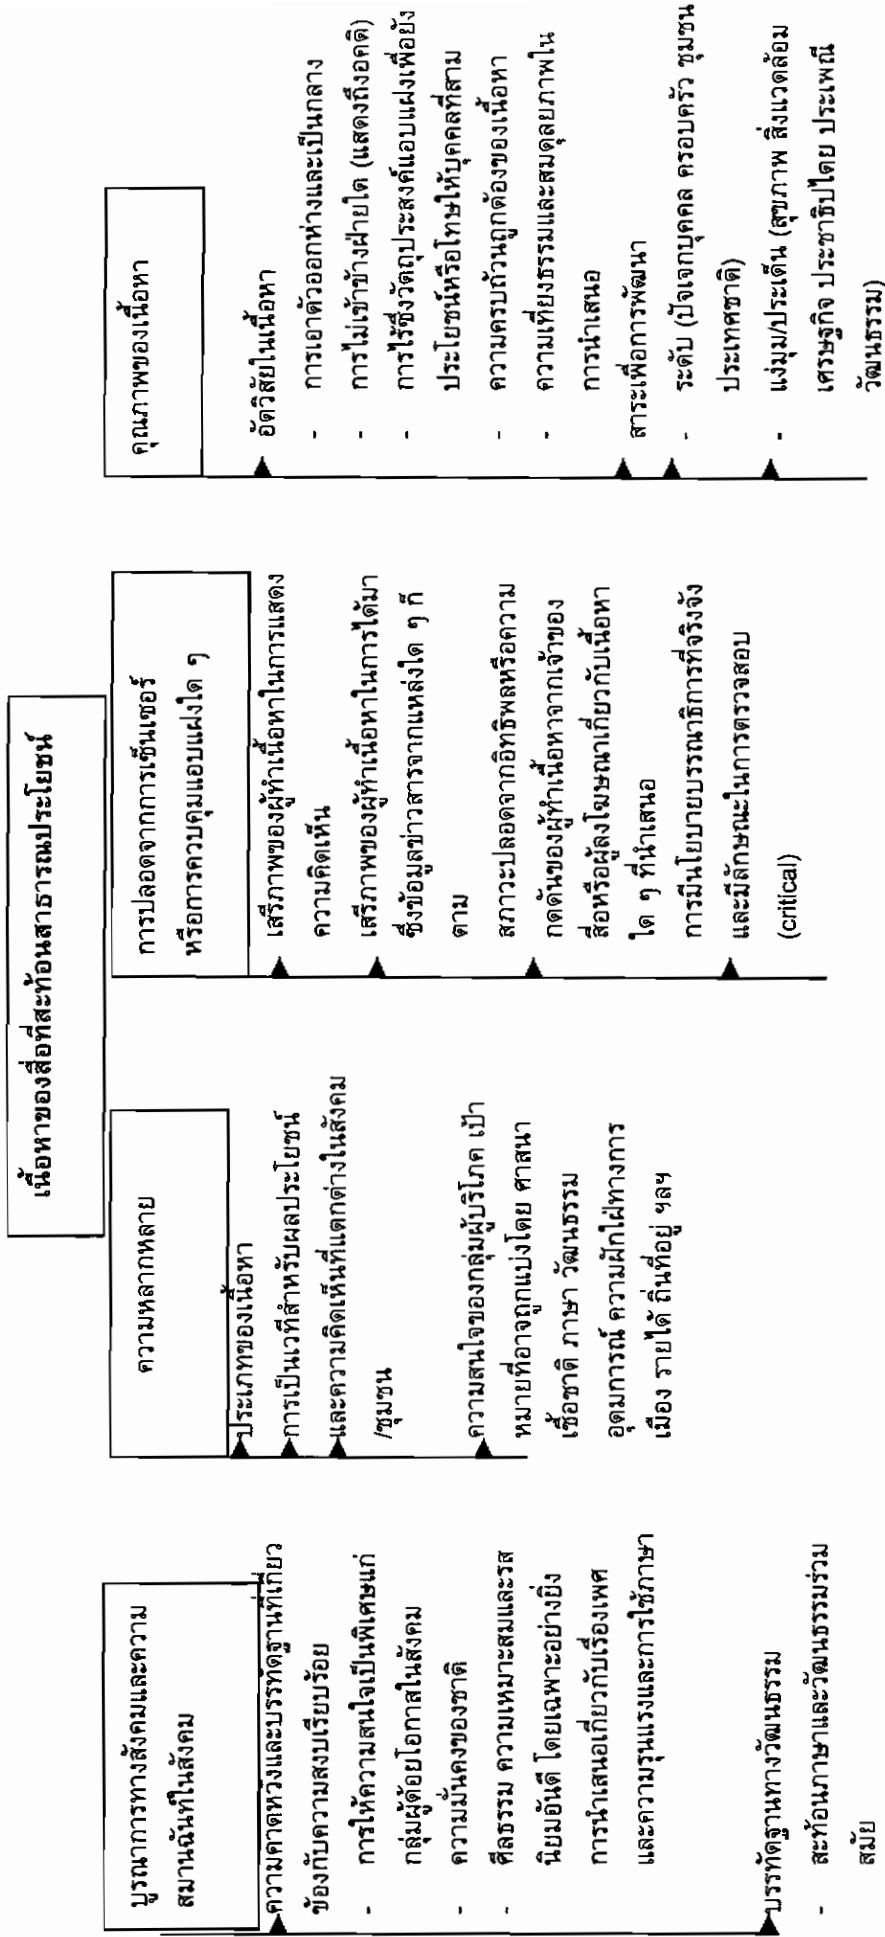 เนื้อหาของสื่อที่สะท้อนสาธารณประโยชน์
บูรณาการทางสังคมและความ
สมานฉันท์ในสังคม
ความคาดหวังและบรรทัดฐานที่เกี่ยว
ข้องกับความสงบเรียบร้อย
- การให้ความสนใจเป็นพิเศษแก่
กลุ่มผู้ด้อยโอกาสในสังคม
- ความมั่นคงของชาติ
- ศีลธรรม ความเหมาะสมและรส
นิยมอันดี โดยเฉพาะอย่างยิ่ง
การนำเสนอเกี่ยวกับเรื่องเพศ
และความรุนแรงและการใช้ภาษา
บรรทัดฐานทางวัฒนธรรม
- สะท้อนภาษาและวัฒนธรรมร่วม
สมัย
ความหลากหลาย
ประเภทของเนื้อหา
การเป็นเวทีสำหรับผลประโยชน์
และความคิดเห็นที่แตกต่างในสังคม
/ชุมชน
ความสนใจของกลุ่มผู้บริโภค เป้า
หมายที่อาจถูกแบ่งโดย ศาสนา
เชื้อชาติ ภาษา วัฒนธรรม
อุดมการณ์ ความฝักใฝ่ทางการ
เมือง รายได้ ถิ่นที่อยู่ ฯลฯ
การปลอดจากการเซ็นเซอร์
หรือการควบคุมแอบแฝงใด ๆ
เสรีภาพของผู้ทำเนื้อหาในการแสดง
ความคิดเห็น
เสรีภาพของผู้ทำเนื้อหาในการได้มา
ซึ่งข้อมูลข่าวสารจากแหล่งใด ๆ ก็
ตาม
สภาวะปลอดจากอิทธิพลหรือความ
กดดันของผู้ทำเนื้อหาจากเจ้าของ
สื่อหรือผู้ลงโฆษณาเกี่ยวกับเนื้อหา
ใด ๆ ที่นำเสนอ
การมีนโยบายบรรณาธิการที่จริงจัง
และมีลักษณะในการตรวจสอบ
(critical)
คุณภาพของเนื้อหา
อัตวิสัยในเนื้อหา
- การเอาตัวออกห่างและเป็นกลาง
- การไม่เข้าข้างฝ่ายใด (แสดงถึงอคติ)
- การไร้ซึ่งวัตถุประสงค์แอบแฝงเพื่อยัง
ประโยชน์หรือโทษให้บุคคลที่สาม
- ความครบถ้วนถูกต้องของเนื้อหา
- ความเที่ยงธรรมและสมดุลยภาพใน
การนำเสนอ
สาระเพื่อการพัฒนา
- ระดับ (ปัจเจกบุคคล ครอบครัว ชุมชน
ประเทศชาติ)
- แง่มุม/ประเด็น (สุขภาพ สิ่งแวดล้อม
เศรษฐกิจ ประชาธิปไตย ประเพณี
วัฒนธรรม)